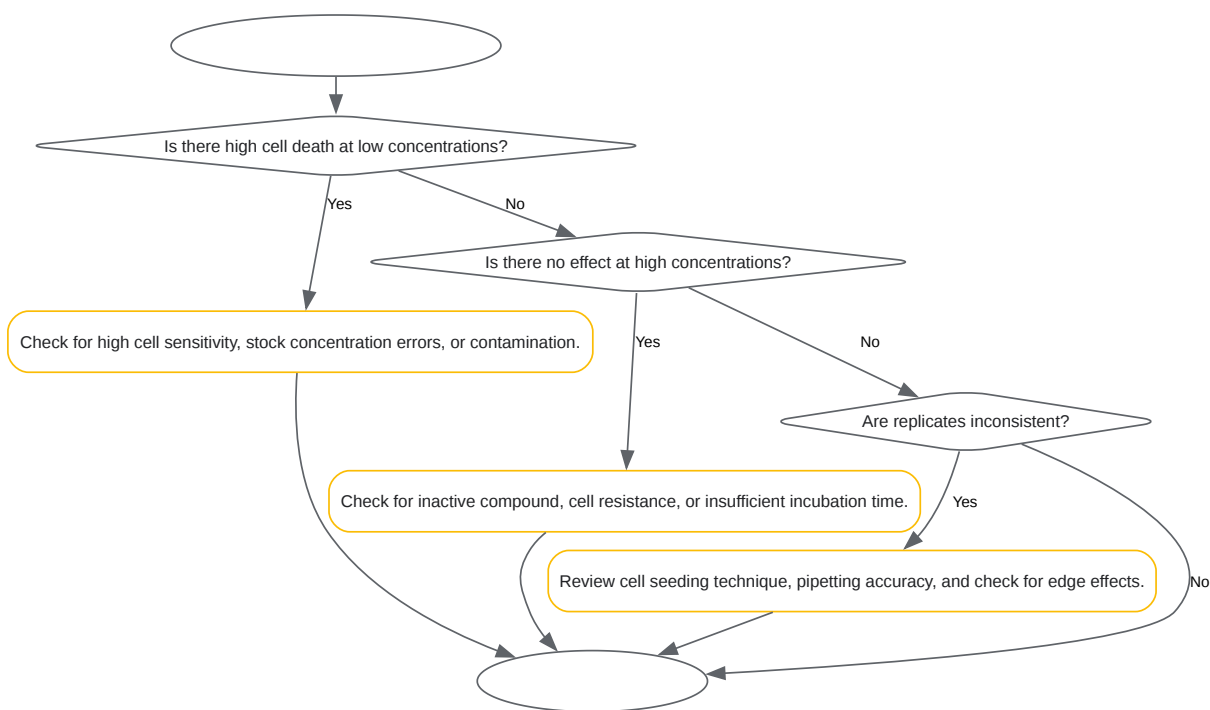 Is there high cell death at low concentrations?
Yes
No
Is there no effect at high concentrations?
Check for high cell sensitivity, stock concentration errors, or contamination.
Yes
No
Are replicates inconsistent?
Check for inactive compound, cell resistance, or insufficient incubation time.
Yes
Review cell seeding technique, pipetting accuracy, and check for edge effects.
No